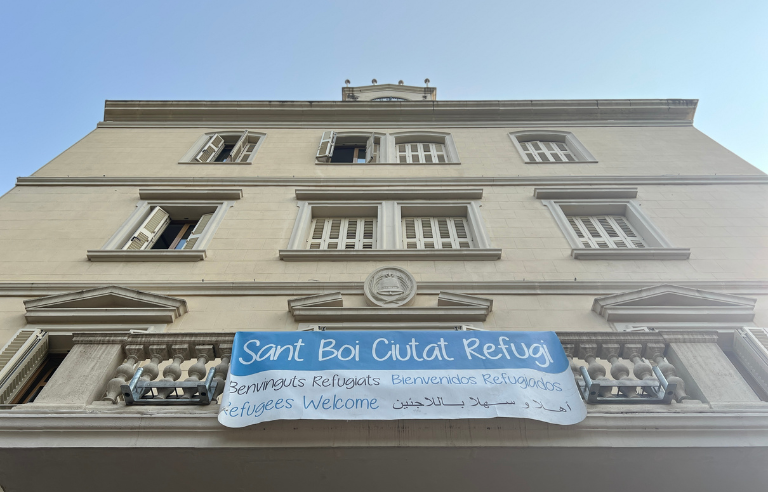 Sant Boi Ciutat Refugi
Benvinguts Refugiats Bienvenidos Refugiados
Refugees Welcome أهلا و سهلا باللاجئين